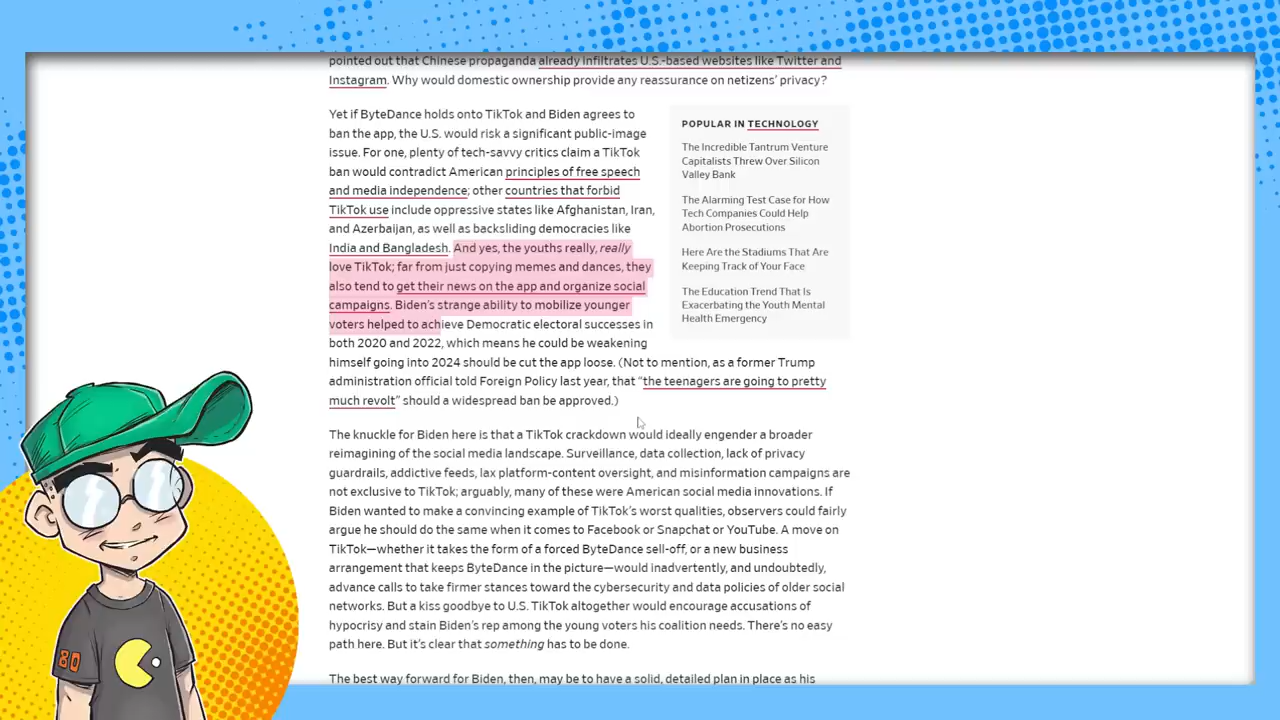 pointed out that Chinese propaganda already infiltrates U.S.-based websites like Twitter and
Instagram. Why would domestic ownership provide any reassurance on netizens' privacy?
Yet if ByteDance holds onto TikTok and Biden agrees to
ban the app, the U.S. would risk a significant public-image
issue. For one, plenty of tech-savvy critics claim a TikTok
ban would contradict American principles of free speech
and media independence; other countries that forbid
TikTok use include oppressive states like Afghanistan, Iran,
and Azerbaijan, as well as backsliding democracies like
India and Bangladesh. And yes, the youths really, really
love TikTok; far from just copying memes and dances, they
also tend to get their news on the app and organize social
campaigns. Biden's strange ability to mobilize younger
voters helped to achieve Democratic electoral successes in
both 2020 and 2022, which means he could be weakening
himself going into 2024 should be cut the app loose. (Not to mention, as a former Trump
administration official told Foreign Policy last year, that “the teenagers are going to pretty
much revolt” should a widespread ban be approved.)
POPULAR IN TECHNOLOGY
The Incredible Tantrum Venture
Capitalists Threw Over Silicon
Valley Bank
The Alarming Test Case for How
Tech Companies Could Help
Abortion Prosecutions
Here Are the Stadiums That Are
Keeping Track of Your Face
The Education Trend That Is
Exacerbating the Youth Mental
Health Emergency
The knuckle for Biden here is that a TikTok crackdown would ideally engender a broader
reimagining of the social media landscape. Surveillance, data collection, lack of privacy
guardrails, addictive feeds, lax platform-content oversight, and misinformation campaigns are
not exclusive to TikTok; arguably, many of these were American social media innovations. If
Biden wanted to make a convincing example of TikTok's worst qualities, observers could fairly
argue he should do the same when it comes to Facebook or Snapchat or YouTube. A move on
TikTok—whether it takes the form of a forced ByteDance sell-off, or a new business
arrangement that keeps ByteDance in the picture—would inadvertently, and undoubtedly,
advance calls to take firmer stances toward the cybersecurity and data policies of older social
networks. But a kiss goodbye to U.S. TikTok altogether would encourage accusations of
hypocrisy and stain Biden's rep among the young voters his coalition needs. There's no easy
path here. But it's clear that something has to be done.
The best way forward for Biden, then, may be to have a solid, detailed plan in place as his
80